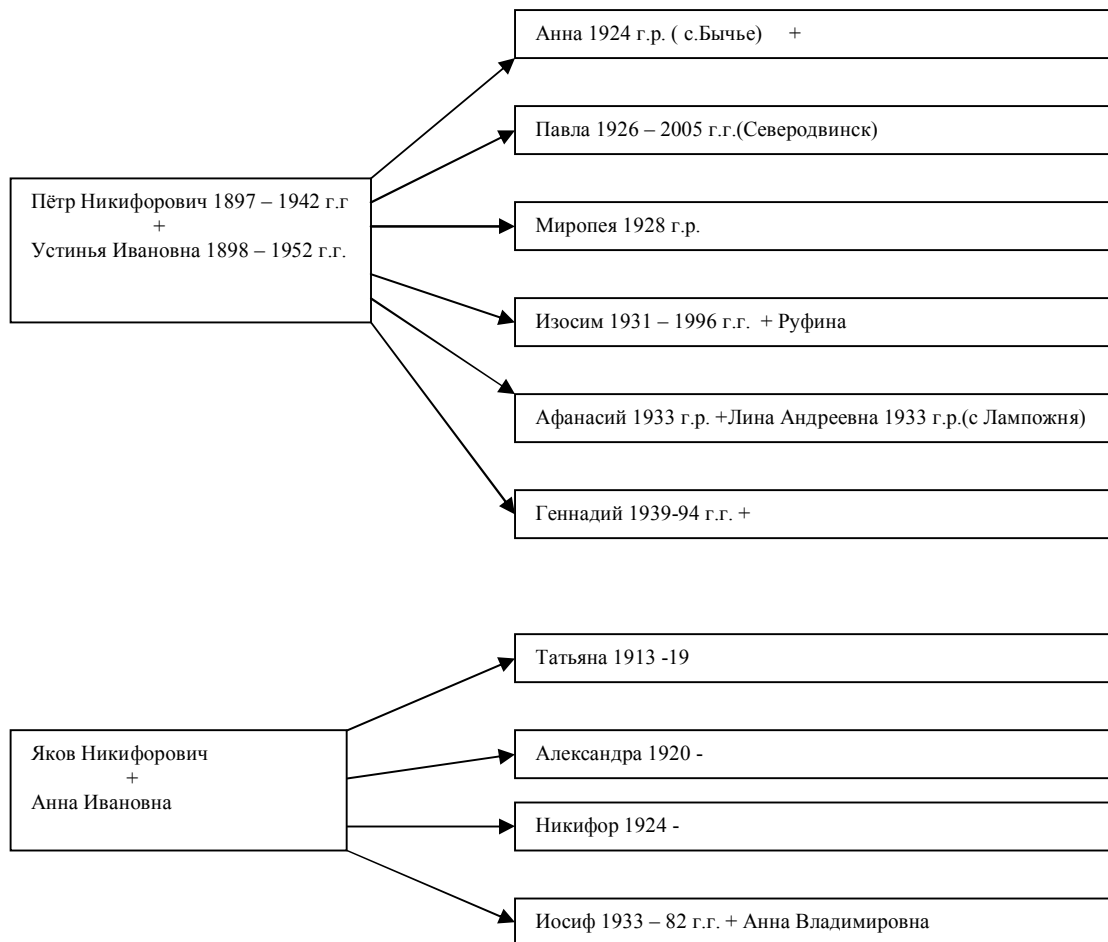 Анна 1924 г.р. ( с.Бычье) +
Павла 1926 – 2005 г.г.(Северодвинск)
Пётр Никифорович 1897 – 1942 г.г
+
Устинья Ивановна 1898 – 1952 г.г.
Миропея 1928 г.р.
Изосим 1931 – 1996 г.г. + Руфина
Афанасий 1933 г.р. +Лина Андреевна 1933 г.р.(с Лампожня)
Геннадий 1939-94 г.г. +
Татьяна 1913 -19
Яков Никифорович
+
Анна Ивановна
Александра 1920 -
Никифор 1924 -
Иосиф 1933 – 82 г.г. + Анна Владимировна